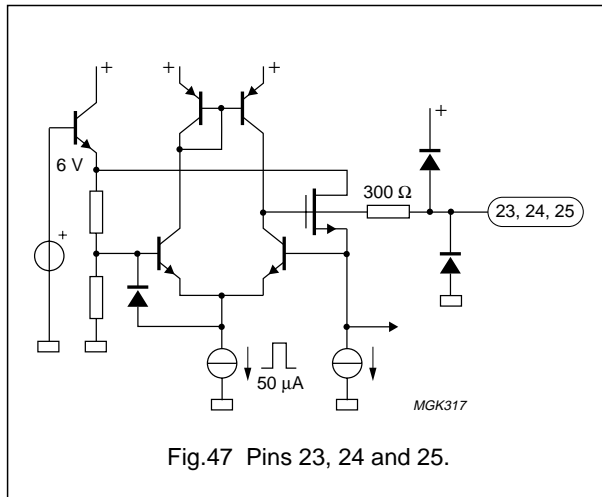 + + +
+
6 V
300 Ω
23, 24, 25
+
50 μA
MGK317
Fig.47 Pins 23, 24 and 25.